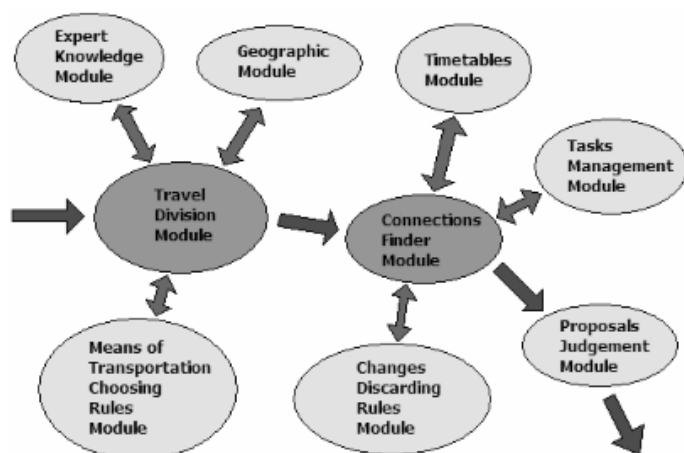 Expert
Knowledge
Module
Geographic
Module
Timetables
Module
Tasks
Management
Module
Travel
Division
Module
Connections
Finder
Module
Means of
Transportation
Choosing
Rules
Module
Changes
Discarding
Rules
Module
Proposals
Judgement
Module